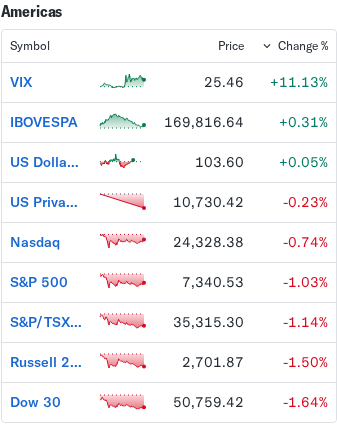 Americas
Symbol Price Change %
VIX 25.46 +11.13%
IBOVESPA 169,816.64 +0.31%
US Dolla... 103.60 +0.05%
US Priva... 10,730.42 -0.23%
Nasdaq 24,328.38 -0.74%
S&P 500 7,340.53 -1.03%
S&P/TSX... 35,315.30 -1.14%
Russell 2... 2,701.87 -1.50%
Dow 30 50,759.42 -1.64%